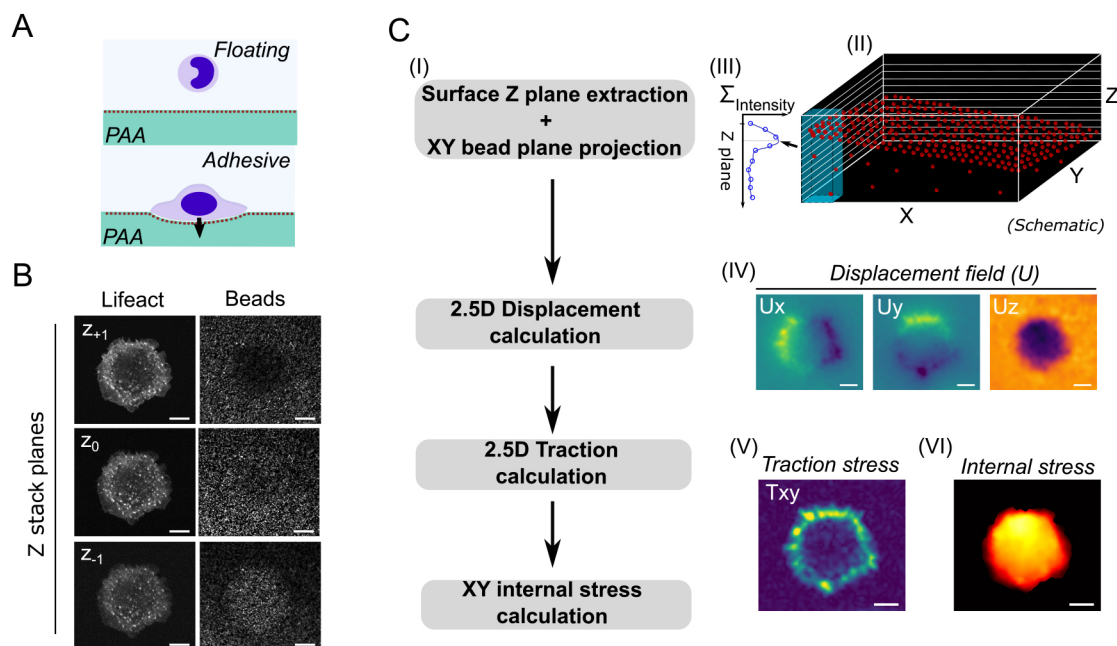 A
Floating
PAA
Adhesive
PAA
B
Lifeact
Beads
Z stack planes
z+1
z0
z-1
C
(I)
Surface Z plane extraction
+
XY bead plane projection
2.5D Displacement
calculation
2.5D Traction
calculation
XY internal stress
calculation
(II)
(III)
Σ Intensity
Z plane
Z
Y
X
(Schematic)
(IV)
Displacement field (U)
Ux
Uy
Uz
(V)
Traction stress
Txy
(VI)
Internal stress